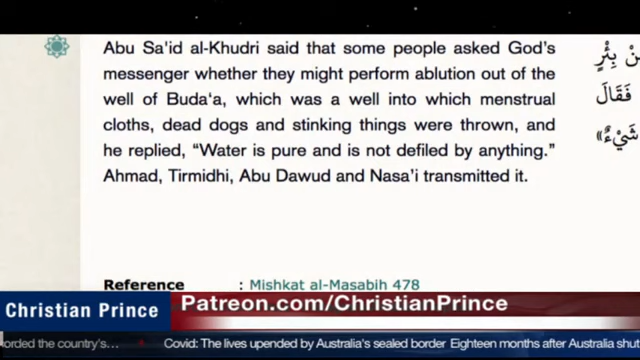 Abu Sa'id al-Khudri said that some people asked God's
messenger whether they might perform ablution out of the
well of Buda'a, which was a well into which menstrual
cloths, dead dogs and stinking things were thrown, and
he replied, “Water is pure and is not defiled by anything.”
Ahmad, Tirmidhi, Abu Dawud and Nasa'i transmitted it.
بِئْرِ
فَقَالَ
شَيْءٌ»
Reference : Mishkat al-Masabih 478
Christian Prince Patreon.com/ChristianPrince
the country's… Covid: The lives upended by Australia's sealed border Eighteen months after Australia shut